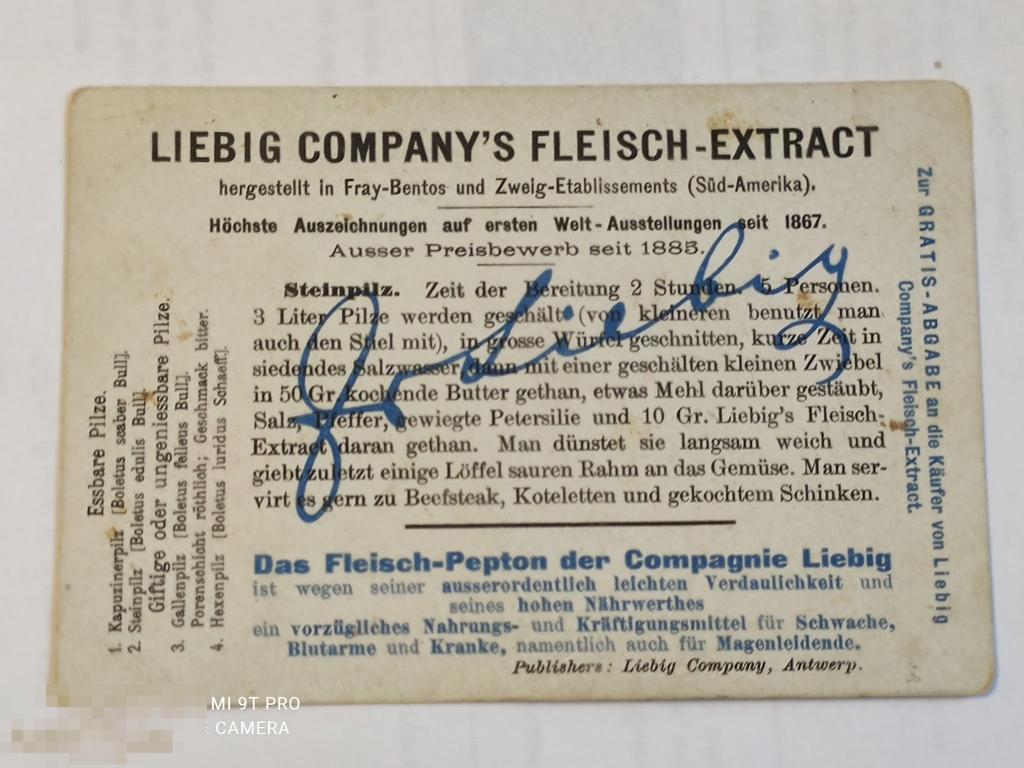 LIEBIG COMPANY'S FLEISCH-EXTRACT
hergestellt in Fray-Bentos und Zweig-Etablissements (Süd-Amerika).
Höchste Auszeichnungen auf ersten Welt-Ausstellungen seit 1867.
Ausser Preisbewerb seit 1885.
Steinpilz. Zeit der Bereitung 2 Stunden. 5 Personen.
3 Liter Pilze werden geschält (von kleineren benutzt man
auch den Stiel mit), in grosse Würfel geschnitten, kurze Zeit in
siedendes Salzwasser, dann mit einer geschälten kleinen Zwiebel
in 50 Gr. kochende Butter gethan, etwas Mehl darüber gestäubt,
Salz, Pfeffer, gewiegte Petersilie und 10 Gr. Liebig's Fleisch-
Extract daran gethan. Man dünstet sie langsam weich und
giebt zuletzt einige Löffel sauren Rahm an das Gemüse. Man ser-
virt es gern zu Beefsteak, Koteletten und gekochtem Schinken.
JvLiebig
Das Fleisch-Pepton der Compagnie Liebig
ist wegen seiner ausserordentlich leichten Verdaulichkeit und
seines hohen Nährwerthes
ein vorzügliches Nahrungs- und Kräftigungsmittel für Schwache,
Blutarme und Kranke, namentlich auch für Magenleidende.
Publishers: Liebig Company, Antwerp.
Essbare Pilze.
1. Kapuzinerpilz [Boletus scaber Bull].
2. Steinpilz [Boletus edulis Bull].
Giftige oder ungeniessbare Pilze.
3. Gallenpilz [Boletus felleus Bull].
Porenschicht röthlich; Geschmack bitter.
4. Hexenpilz [Boletus luridus Schaeff].
Zur GRATIS-ABGABE an die Käufer von Liebig
Company's Fleisch-Extract.
MI 9T PRO
CAMERA